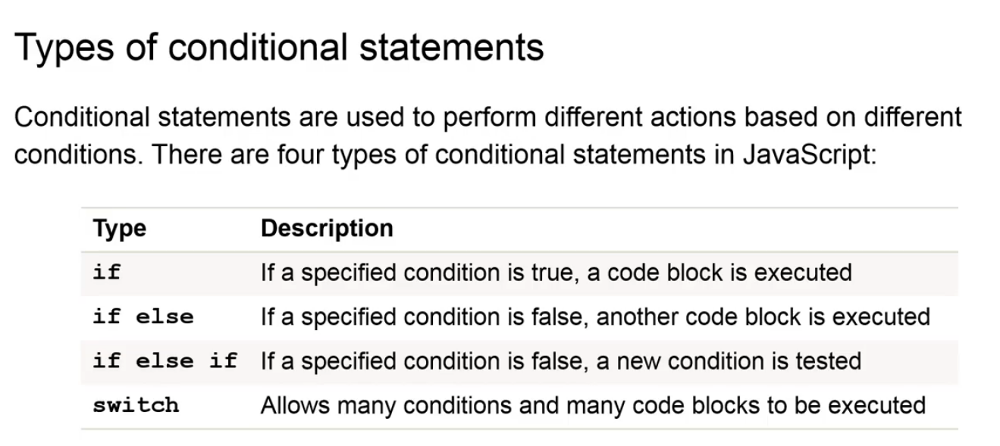 Types of conditional statements
Conditional statements are used to perform different actions based on different
conditions. There are four types of conditional statements in JavaScript:
Type Description
if If a specified condition is true, a code block is executed
if else If a specified condition is false, another code block is executed
if else if If a specified condition is false, a new condition is tested
switch Allows many conditions and many code blocks to be executed